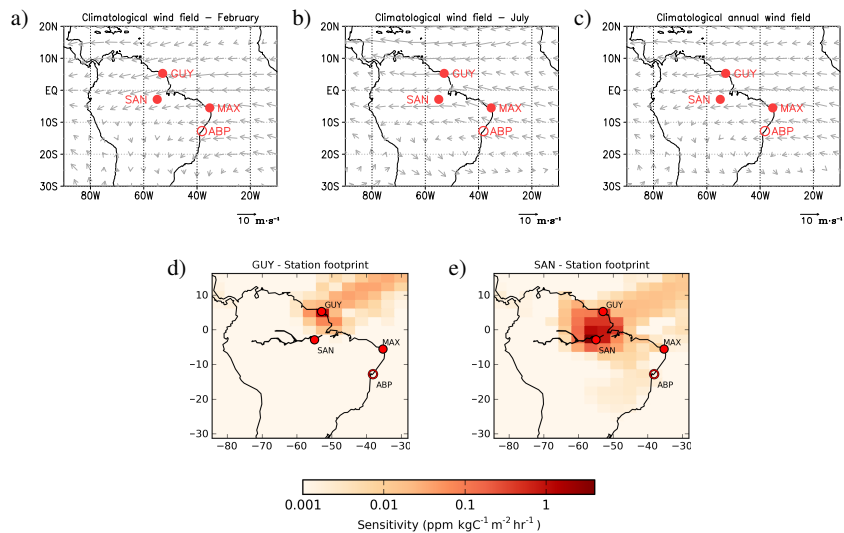 a)
Climatological wind field – February
20N
10N
EQ
10S
20S
30S
80W
60W
40W
20W
GUY
SAN
MAX
ABP
10 m·s⁻¹
b)
Climatological wind field – July
20N
10N
EQ
10S
20S
30S
80W
60W
40W
20W
GUY
SAN
MAX
ABP
10 m·s⁻¹
c)
Climatological annual wind field
20N
10N
EQ
10S
20S
30S
80W
60W
40W
20W
GUY
SAN
MAX
ABP
10 m·s⁻¹
d)
GUY - Station footprint
10
0
−10
−20
−30
−80 −70 −60 −50 −40 −30
GUY
SAN
MAX
ABP
e)
SAN - Station footprint
10
0
−10
−20
−30
−80 −70 −60 −50 −40 −30
GUY
SAN
MAX
ABP
0.001 0.01 0.1 1
Sensitivity (ppm kgC⁻¹ m⁻² hr⁻¹ )